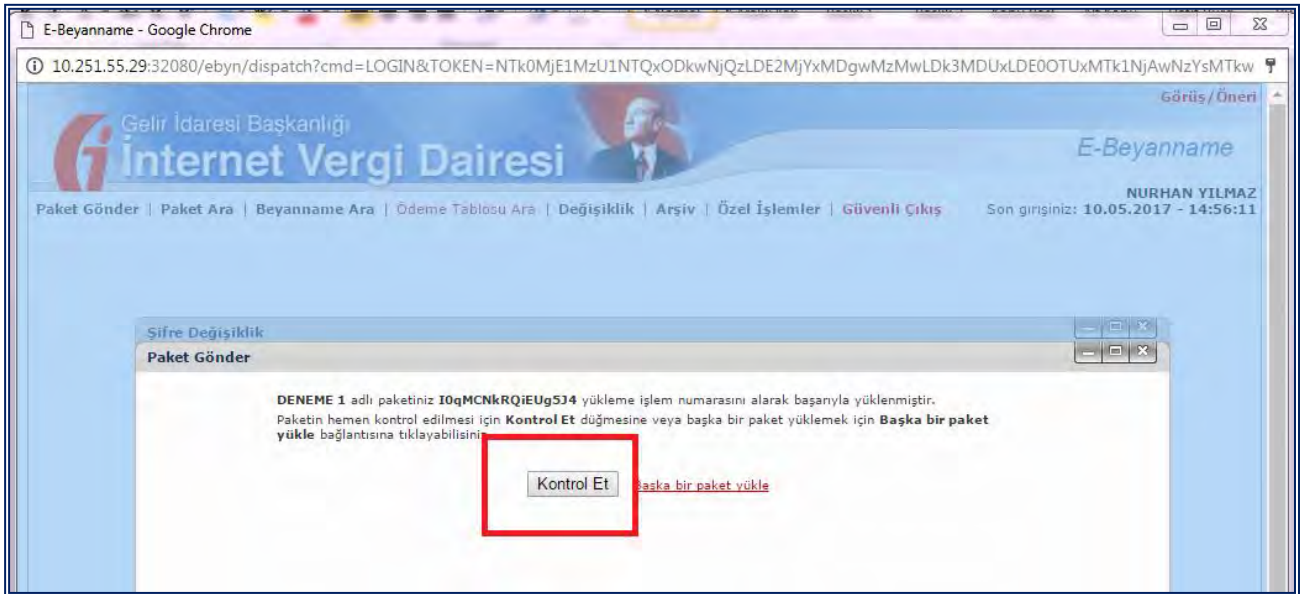 E-Beyanname - Google Chrome
10.251.55.29:32080/ebyn/dispatch?cmd=LOGIN&TOKEN=NTk0MjE1MzU1NTQxODkwNjQzLDE2MjYxMDgwMzMwLDk3MDUxLDE0OTUxMTk1NjAwNzYsMTkw
Görüş/Öneri
Gelir İdaresi Başkanlığı
İnternet Vergi Dairesi
E-Beyanname
NURHAN YILMAZ
Paket Gönder | Paket Ara | Beyanname Ara | Ödeme Tablosu Ara | Değişiklik | Arşiv | Özel İşlemler | Güvenli Çıkış Son girişiniz: 10.05.2017 - 14:56:11
Şifre Değişiklik
Paket Gönder
DENEME 1 adlı paketiniz I0qMCNkRQiEUg5J4 yükleme işlem numarasını alarak başarıyla yüklenmiştir.
Paketin hemen kontrol edilmesi için Kontrol Et düğmesine veya başka bir paket yüklemek için Başka bir paket
yükle bağlantısına tıklayabilisiniz
Kontrol Et Başka bir paket yükle